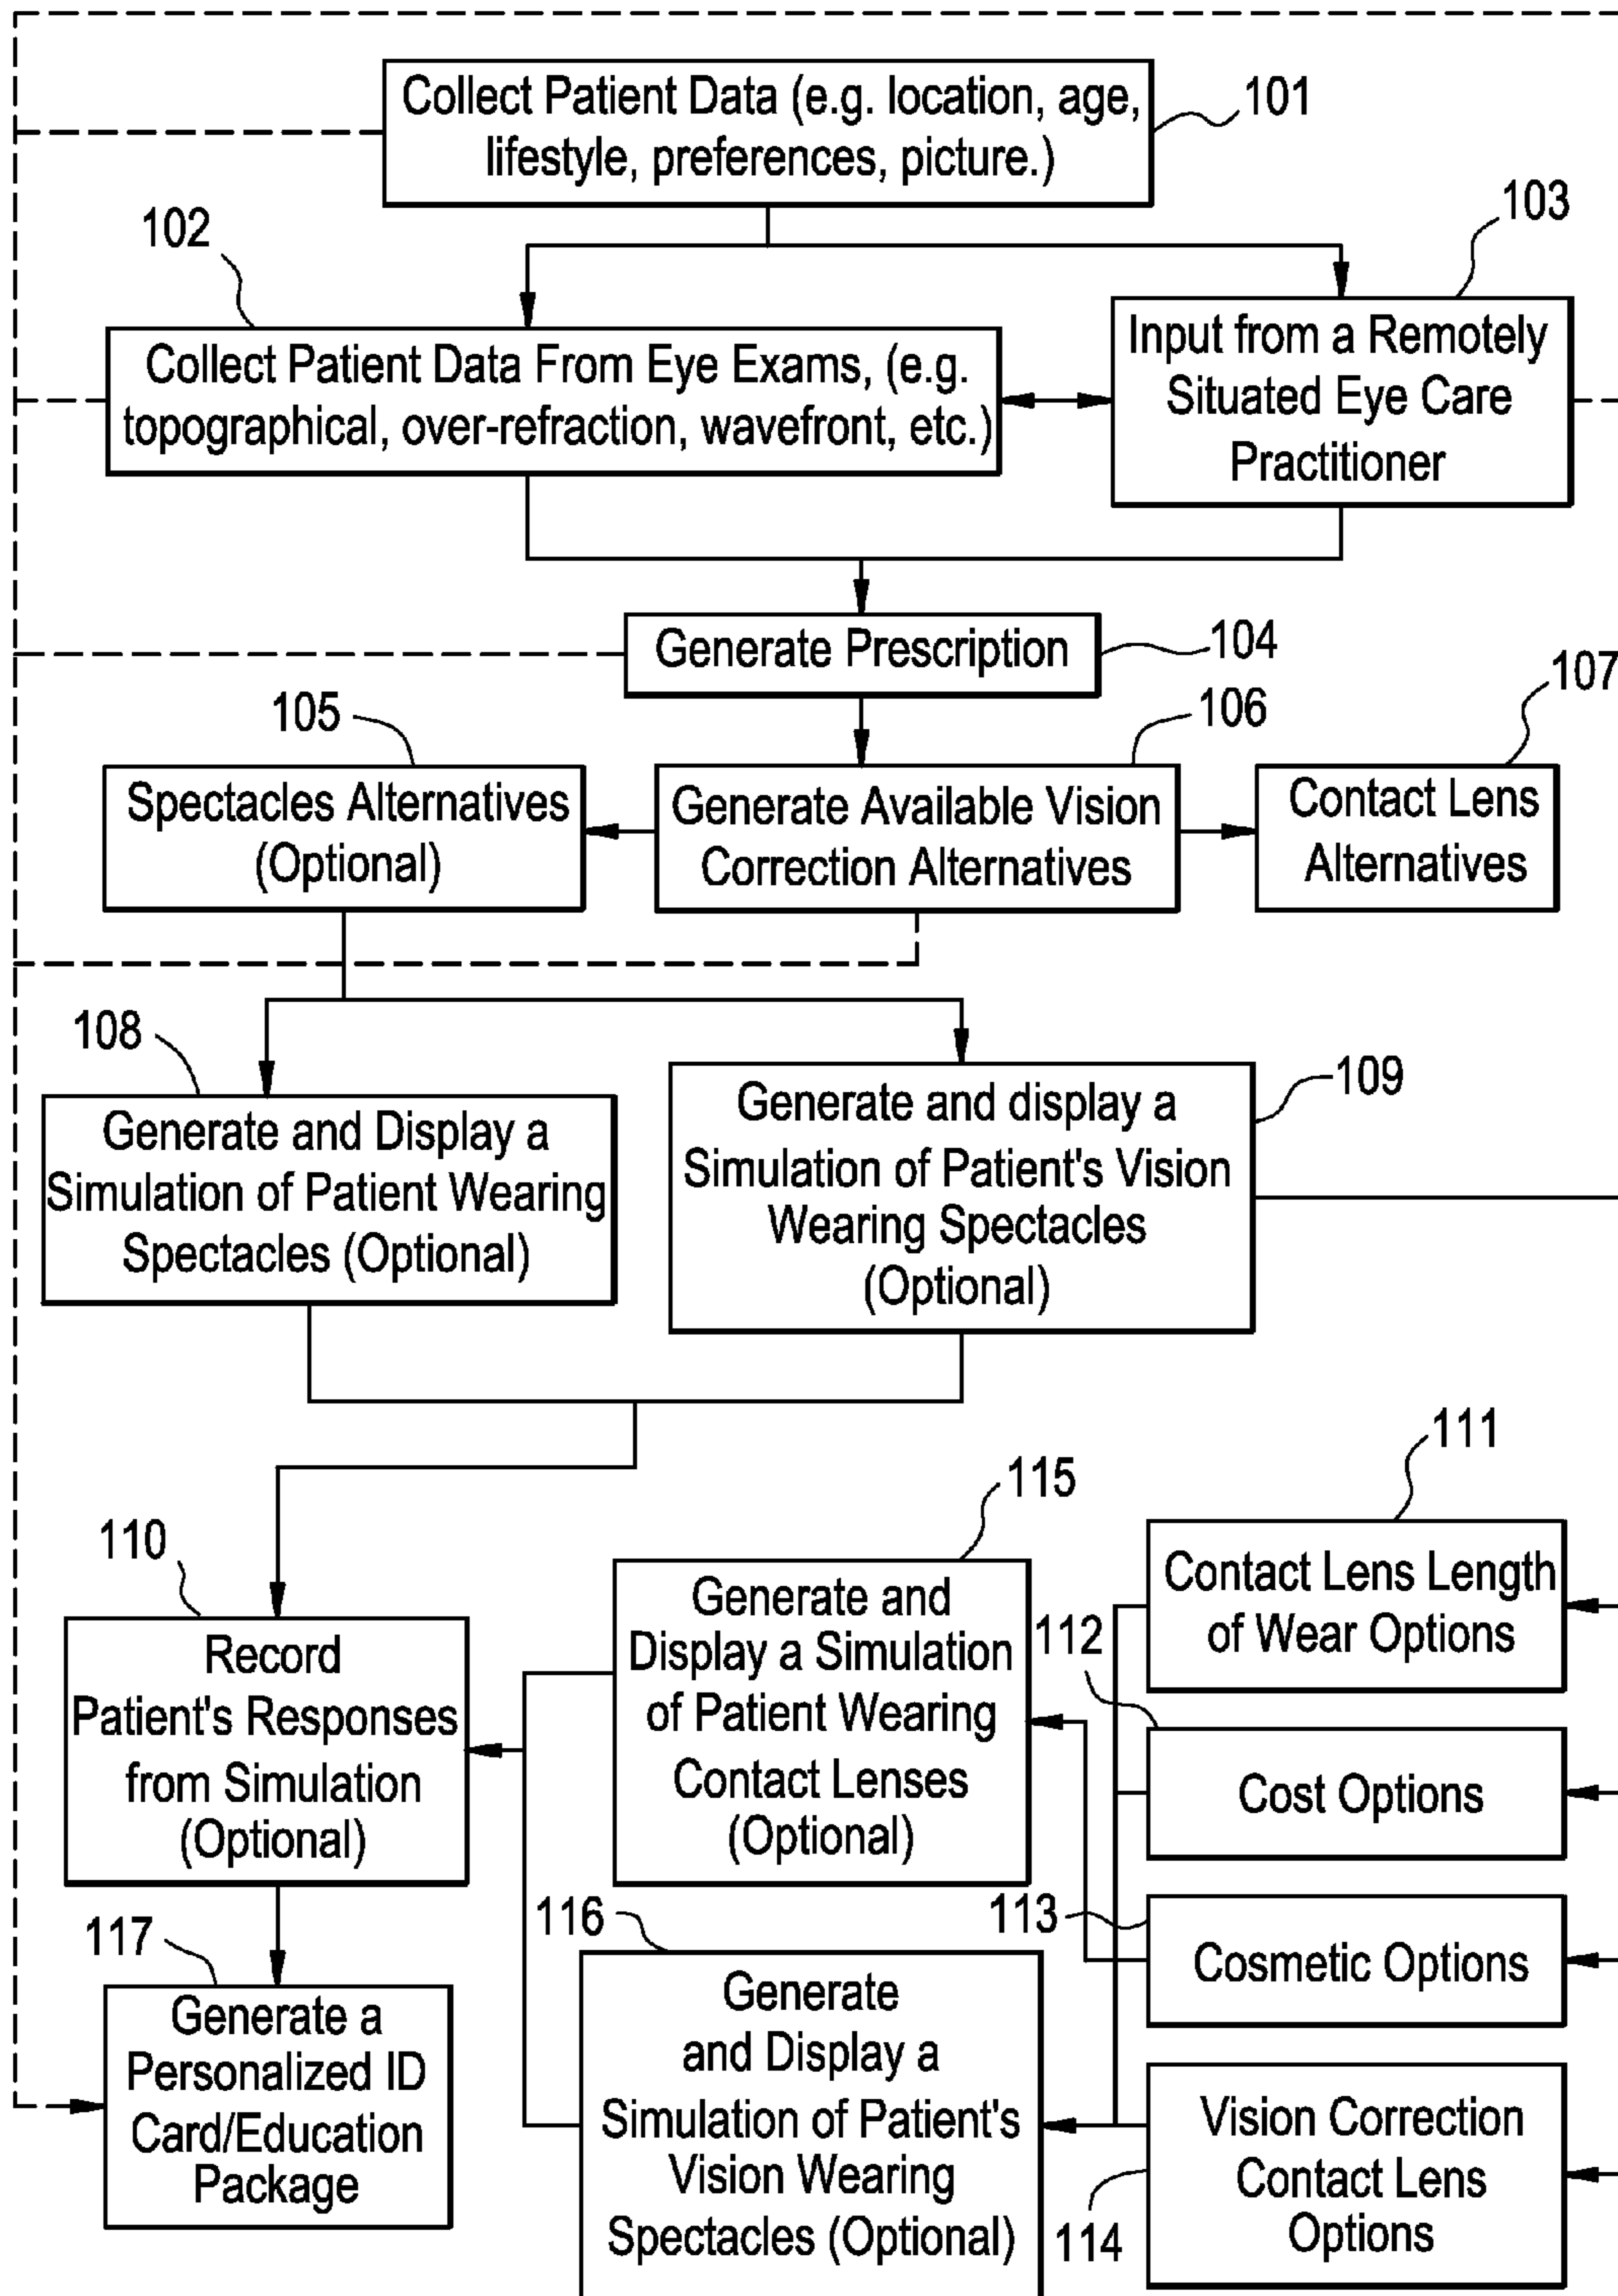 Collect Patient Data (e.g. location, age,
lifestyle, preferences, picture.)
101
102
103
Collect Patient Data From Eye Exams, (e.g.
topographical, over-refraction, wavefront, etc.)
Input from a Remotely
Situated Eye Care
Practitioner
Generate Prescription
104
105
106
107
Spectacles Alternatives
(Optional)
Generate Available Vision
Correction Alternatives
Contact Lens
Alternatives
108
Generate and Display a
Simulation of Patient Wearing
Spectacles (Optional)
109
Generate and display a
Simulation of Patient's Vision
Wearing Spectacles
(Optional)
110
Record
Patient's Responses
from Simulation
(Optional)
115
Generate and
Display a Simulation
of Patient Wearing
Contact Lenses
(Optional)
111
Contact Lens Length
of Wear Options
112
Cost Options
113
Cosmetic Options
117
Generate a
Personalized ID
Card/Education
Package
116
Generate
and Display a
Simulation of Patient's
Vision Wearing
Spectacles (Optional)
114
Vision Correction
Contact Lens
Options